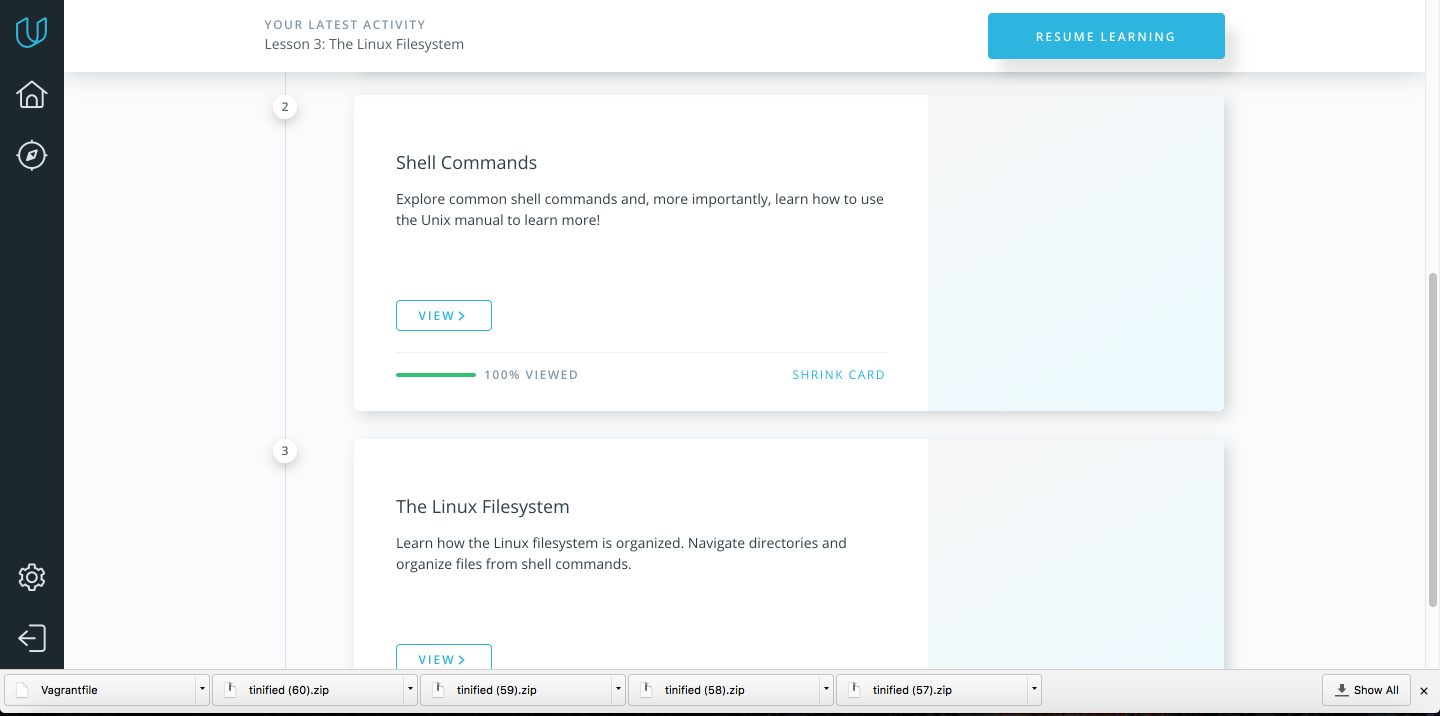 YOUR LATEST ACTIVITY
Lesson 3: The Linux Filesystem
RESUME LEARNING
2
Shell Commands
Explore common shell commands and, more importantly, learn how to use
the Unix manual to learn more!
VIEW
100% VIEWED
SHRINK CARD
3
The Linux Filesystem
Learn how the Linux filesystem is organized. Navigate directories and
organize files from shell commands.
VIEW
Vagrantfile
tinified (60).zip
tinified (59).zip
tinified (58).zip
tinified (57).zip
Show All